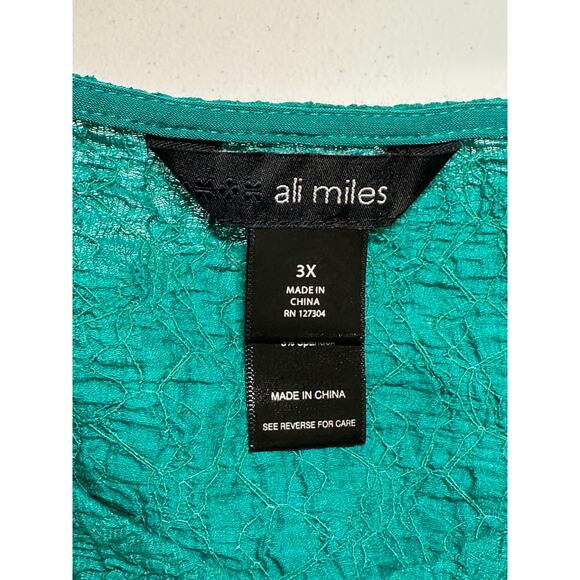 ali miles
3X
MADE IN
CHINA
RN 127304
MADE IN CHINA
SEE REVERSE FOR CARE